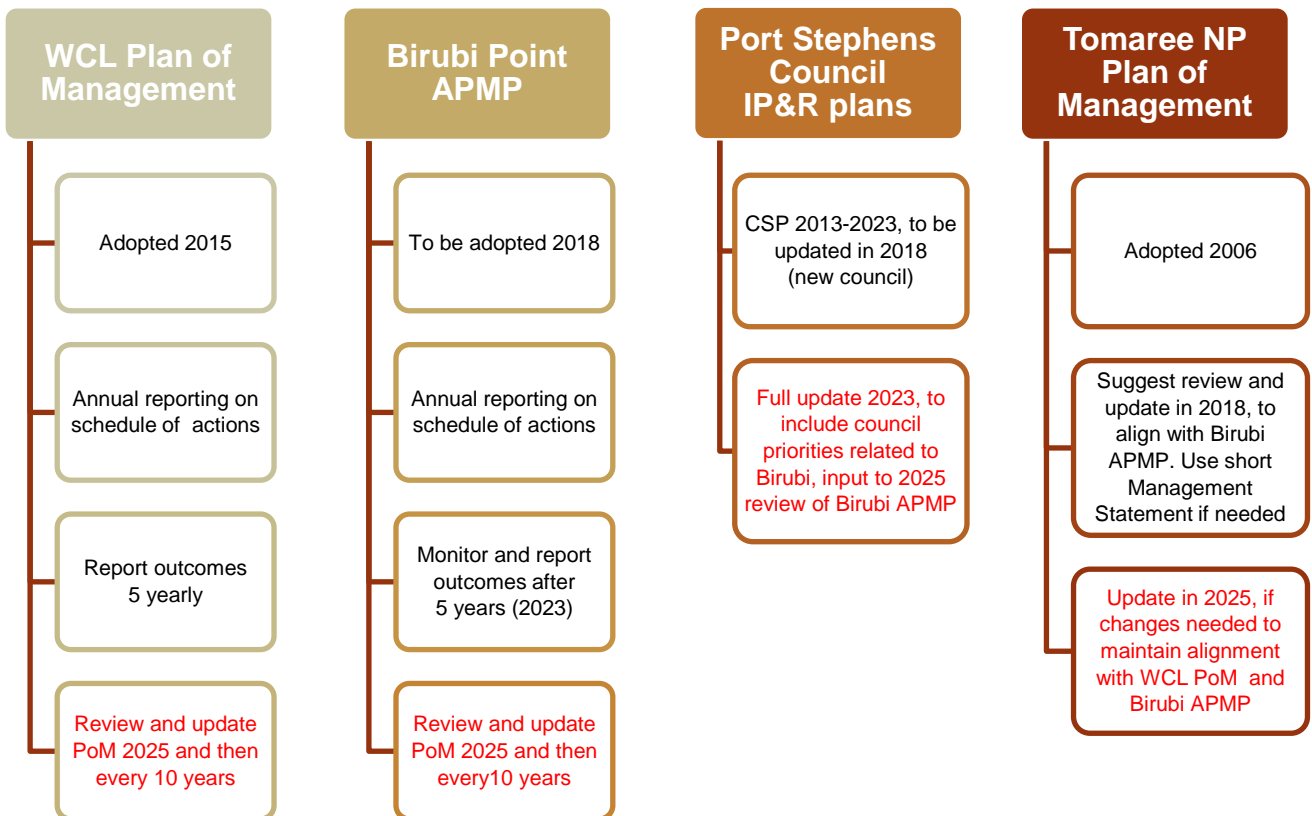 WCL Plan of
Management
Adopted 2015
Annual reporting on
schedule of actions
Report outcomes
5 yearly
Review and update
PoM 2025 and then
every 10 years
Birubi Point
APMP
To be adopted 2018
Annual reporting on
schedule of actions
Monitor and report
outcomes after
5 years (2023)
Review and update
PoM 2025 and then
every10 years
Port Stephens
Council
IP&R plans
CSP 2013-2023, to be
updated in 2018
(new council)
Full update 2023, to
include council
priorities related to
Birubi, input to 2025
review of Birubi APMP
Tomaree NP
Plan of
Management
Adopted 2006
Suggest review and
update in 2018, to
align with Birubi
APMP. Use short
Management
Statement if needed
Update in 2025, if
changes needed to
maintain alignment
with WCL PoM and
Birubi APMP